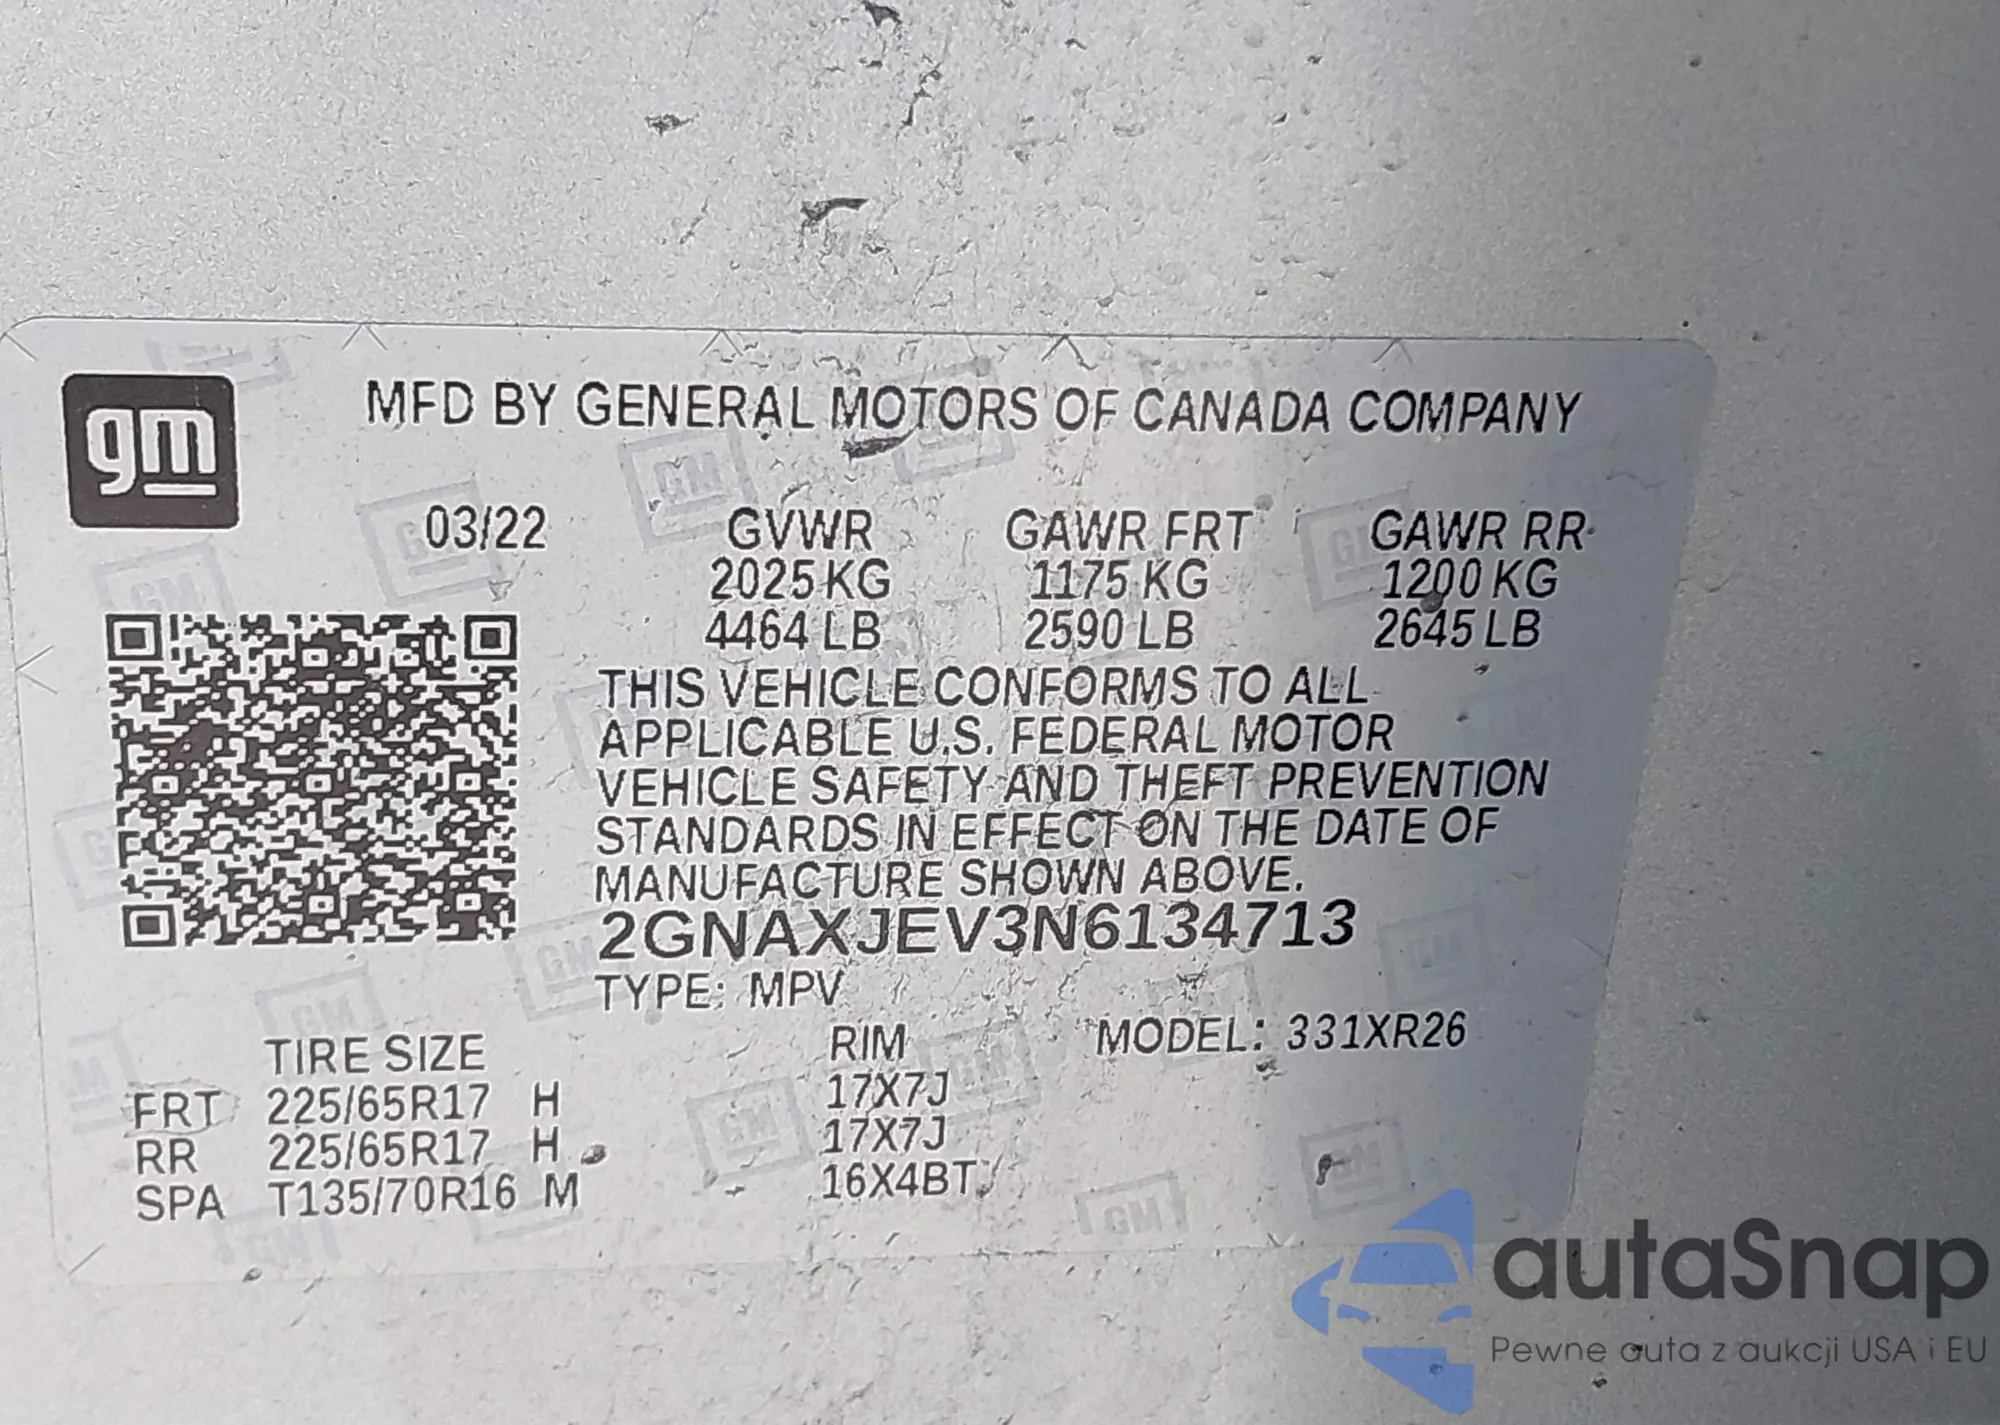 gm
MFD BY GENERAL MOTORS OF CANADA COMPANY
03/22 GVWR GAWR FRT GAWR RR
2025 KG 1175 KG 1200 KG
4464 LB 2590 LB 2645 LB
THIS VEHICLE CONFORMS TO ALL
APPLICABLE U.S. FEDERAL MOTOR
VEHICLE SAFETY AND THEFT PREVENTION
STANDARDS IN EFFECT ON THE DATE OF
MANUFACTURE SHOWN ABOVE.
2GNAXJEV3N6134713
TYPE: MPV
TIRE SIZE RIM MODEL: 331XR26
FRT 225/65R17 H 17X7J
RR 225/65R17 H 17X7J
SPA T135/70R16 M 16X4BT
autaSnap
Pewne auta z aukcji USA i EU